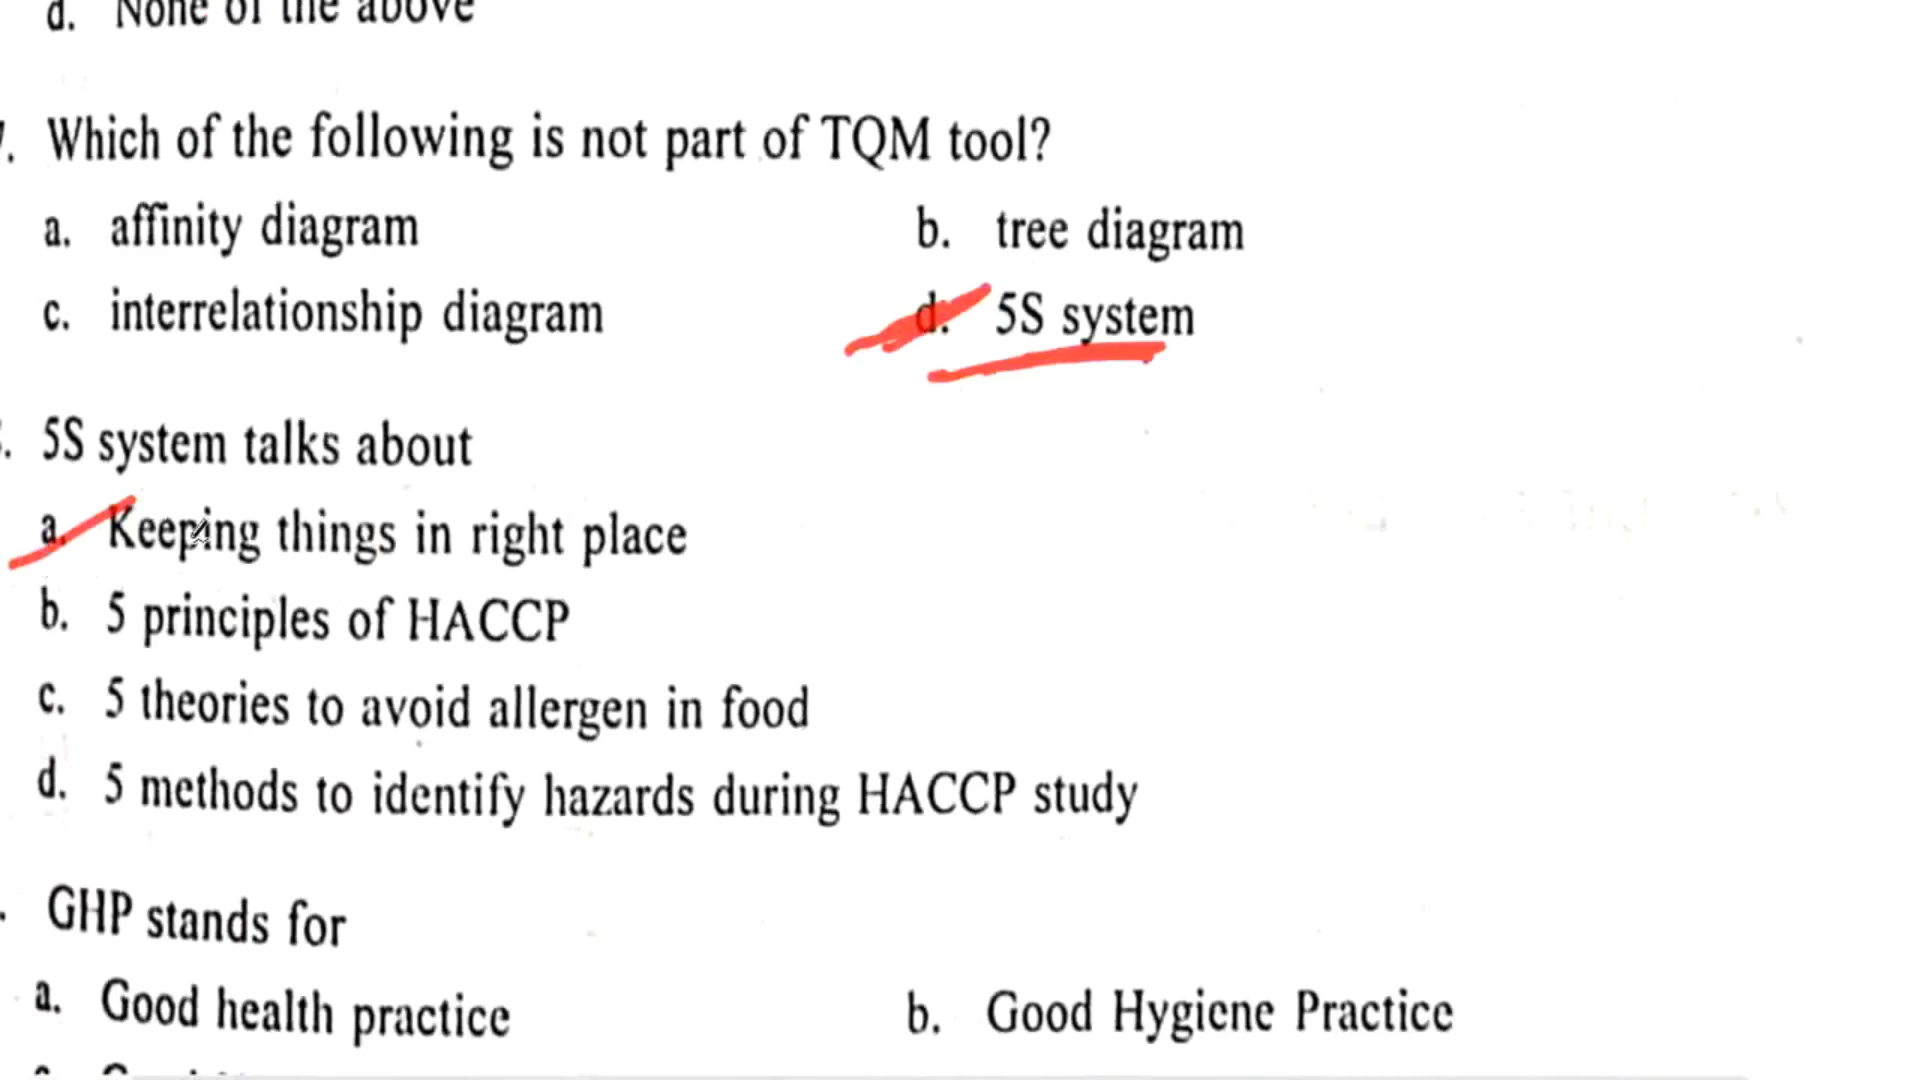 d. None of the above
. Which of the following is not part of TQM tool?
a. affinity diagram b. tree diagram
c. interrelationship diagram d. 5S system
. 5S system talks about
a. Keeping things in right place
b. 5 principles of HACCP
c. 5 theories to avoid allergen in food
d. 5 methods to identify hazards during HACCP study
. GHP stands for
a. Good health practice b. Good Hygiene Practice